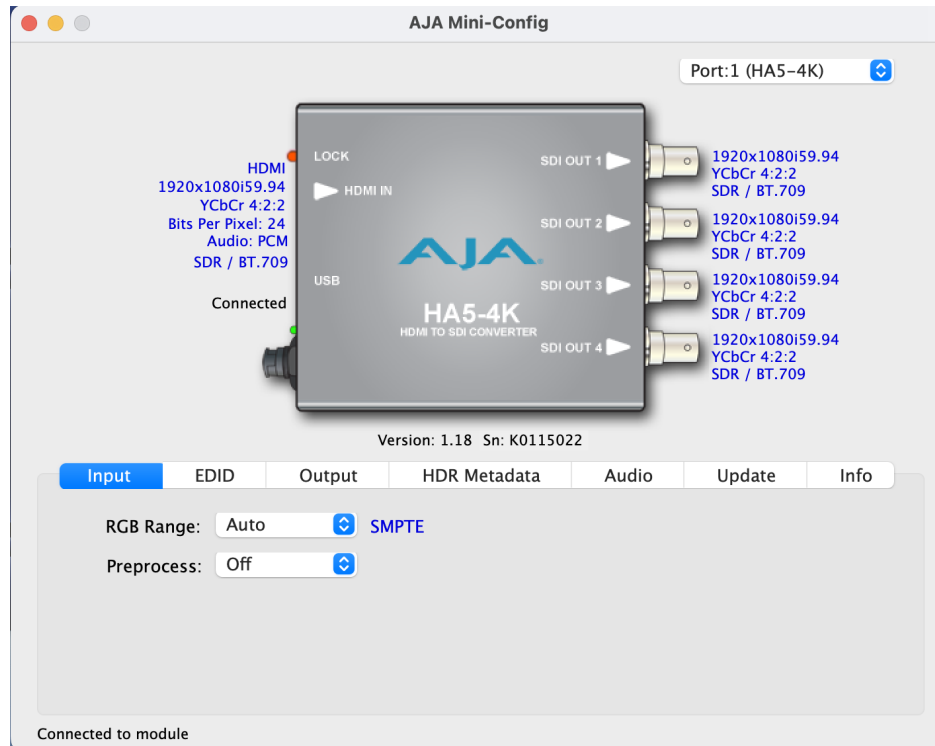 AJA Mini-Config
Port:1 (HA5-4K)
HDMI
1920x1080i59.94
YCbCr 4:2:2
Bits Per Pixel: 24
Audio: PCM
SDR / BT.709
Connected
LOCK
HDMI IN
USB
AJA
HA5-4K
HDMI TO SDI CONVERTER
SDI OUT 1
SDI OUT 2
SDI OUT 3
SDI OUT 4
1920x1080i59.94
YCbCr 4:2:2
SDR / BT.709
1920x1080i59.94
YCbCr 4:2:2
SDR / BT.709
1920x1080i59.94
YCbCr 4:2:2
SDR / BT.709
1920x1080i59.94
YCbCr 4:2:2
SDR / BT.709
Version: 1.18 Sn: K0115022
Input EDID Output HDR Metadata Audio Update Info
RGB Range: Auto SMPTE
Preprocess: Off
Connected to module